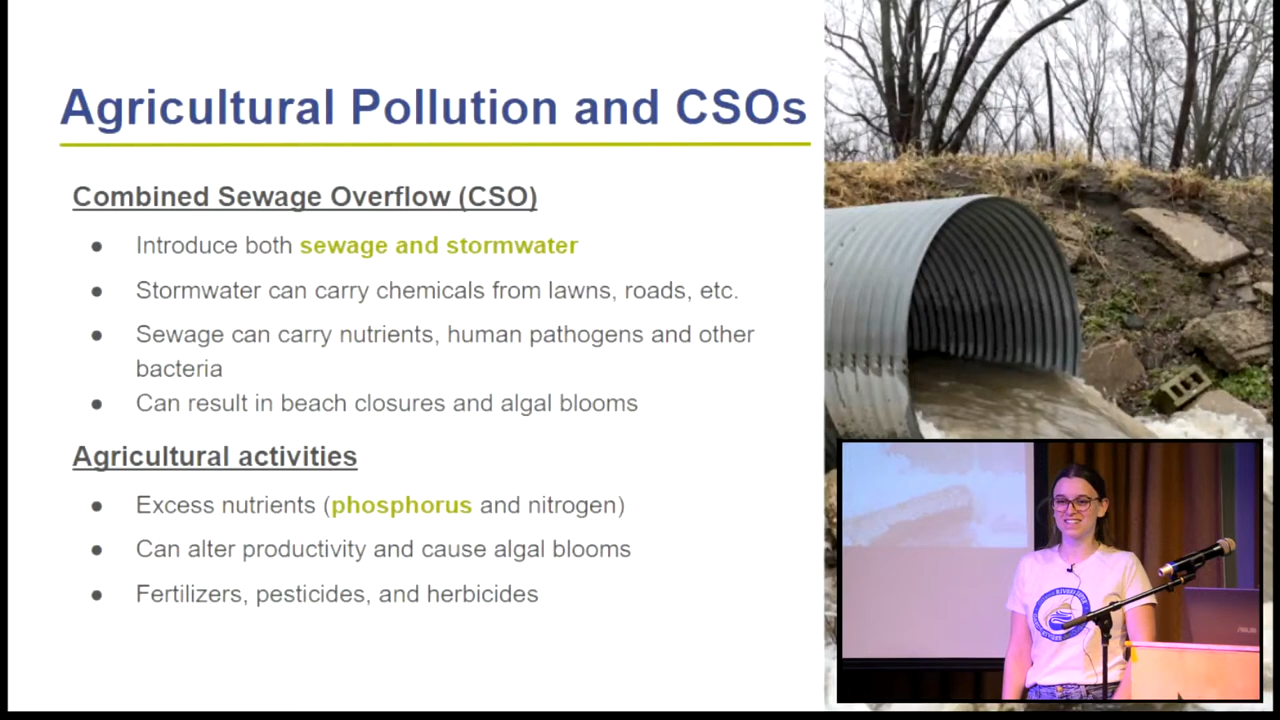 Agricultural Pollution and CSOs
Combined Sewage Overflow (CSO)
● Introduce both sewage and stormwater
● Stormwater can carry chemicals from lawns, roads, etc.
● Sewage can carry nutrients, human pathogens and other
bacteria
● Can result in beach closures and algal blooms
Agricultural activities
● Excess nutrients (phosphorus and nitrogen)
● Can alter productivity and cause algal blooms
● Fertilizers, pesticides, and herbicides
ASUS